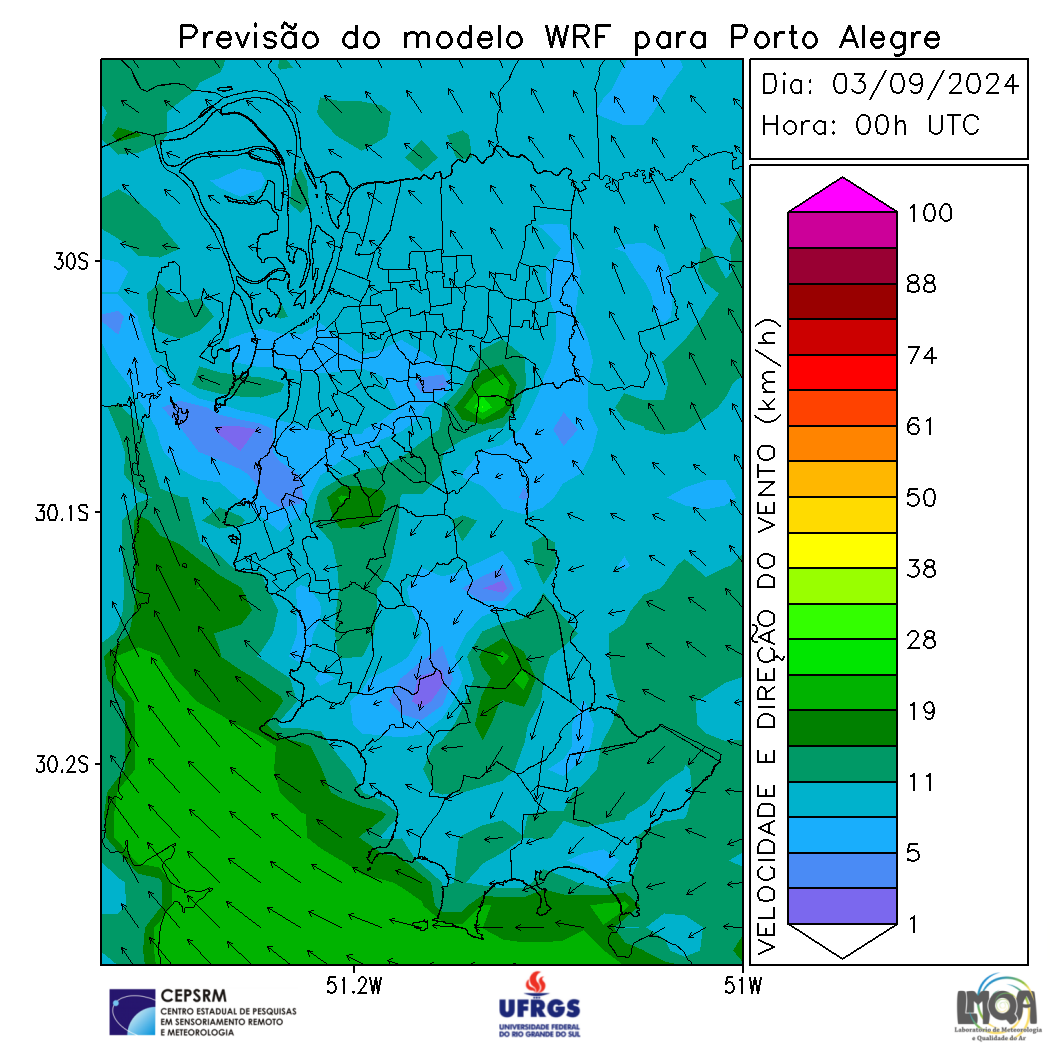 Previsão do modelo WRF para Porto Alegre
Dia: 03/09/2024
Hora: 00h UTC
30S
30.1S
30.2S
51.2W
51W
VELOCIDADE E DIREÇÃO DO VENTO (km/h)
100
88
74
61
50
38
28
19
11
5
1
CEPSRM
CENTRO ESTADUAL DE PESQUISAS
EM SENSORIAMENTO REMOTO
E METEOROLOGIA
UFRGS
UNIVERSIDADE FEDERAL
DO RIO GRANDE DO SUL
LMQA
Laboratório de Meteorologia
e Qualidade do Ar